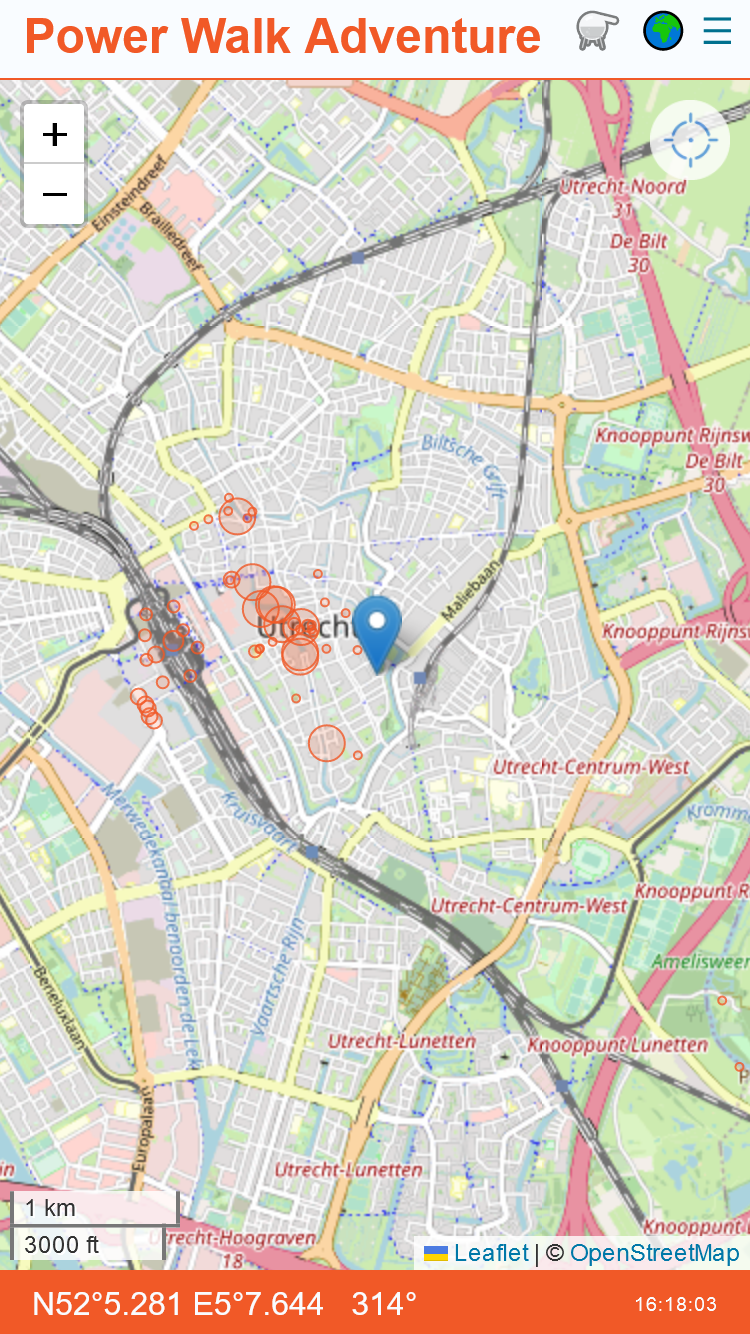 Power Walk Adventure
+
−
Einsteindreef
Brailledreef
Utrecht-Noord
31
De Bilt
30
Biltsche Grift
Knooppunt Rijnsw
De Bilt
30
Maliebaan
Utrecht
Knooppunt Rijnst
Utrecht-Centrum-West
Merwedekanaal benoorden de Lek
Kruisvaart
Kromm
Knooppunt R
Utrecht-Centrum-West
Vaartsche Rijn
Amelisweer
Beneluxlaan
Utrecht-Lunetten
Knooppunt Lunetten
Europalaan
Utrecht-Lunetten
in
1 km
3000 ft
Utrecht-Hoograven
18
Knooppunt L
Leaflet | © OpenStreetMap
N52°5.281 E5°7.644 314°
16:18:03